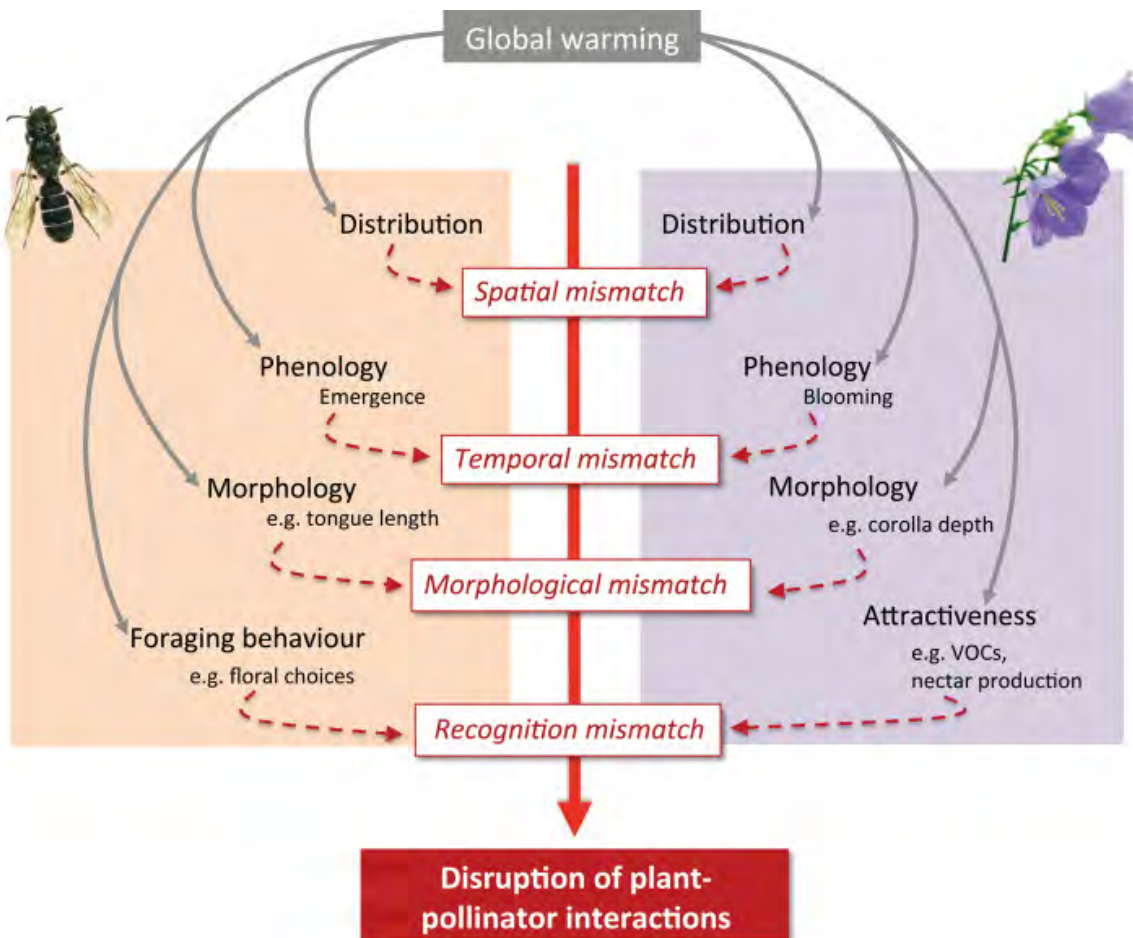 Global warming
Distribution
Distribution
Spatial mismatch
Phenology
Emergence
Phenology
Blooming
Temporal mismatch
Morphology
e.g. tongue length
Morphology
e.g. corolla depth
Morphological mismatch
Foraging behaviour
e.g. floral choices
Attractiveness
e.g. VOCs,
nectar production
Recognition mismatch
Disruption of plant-
pollinator interactions